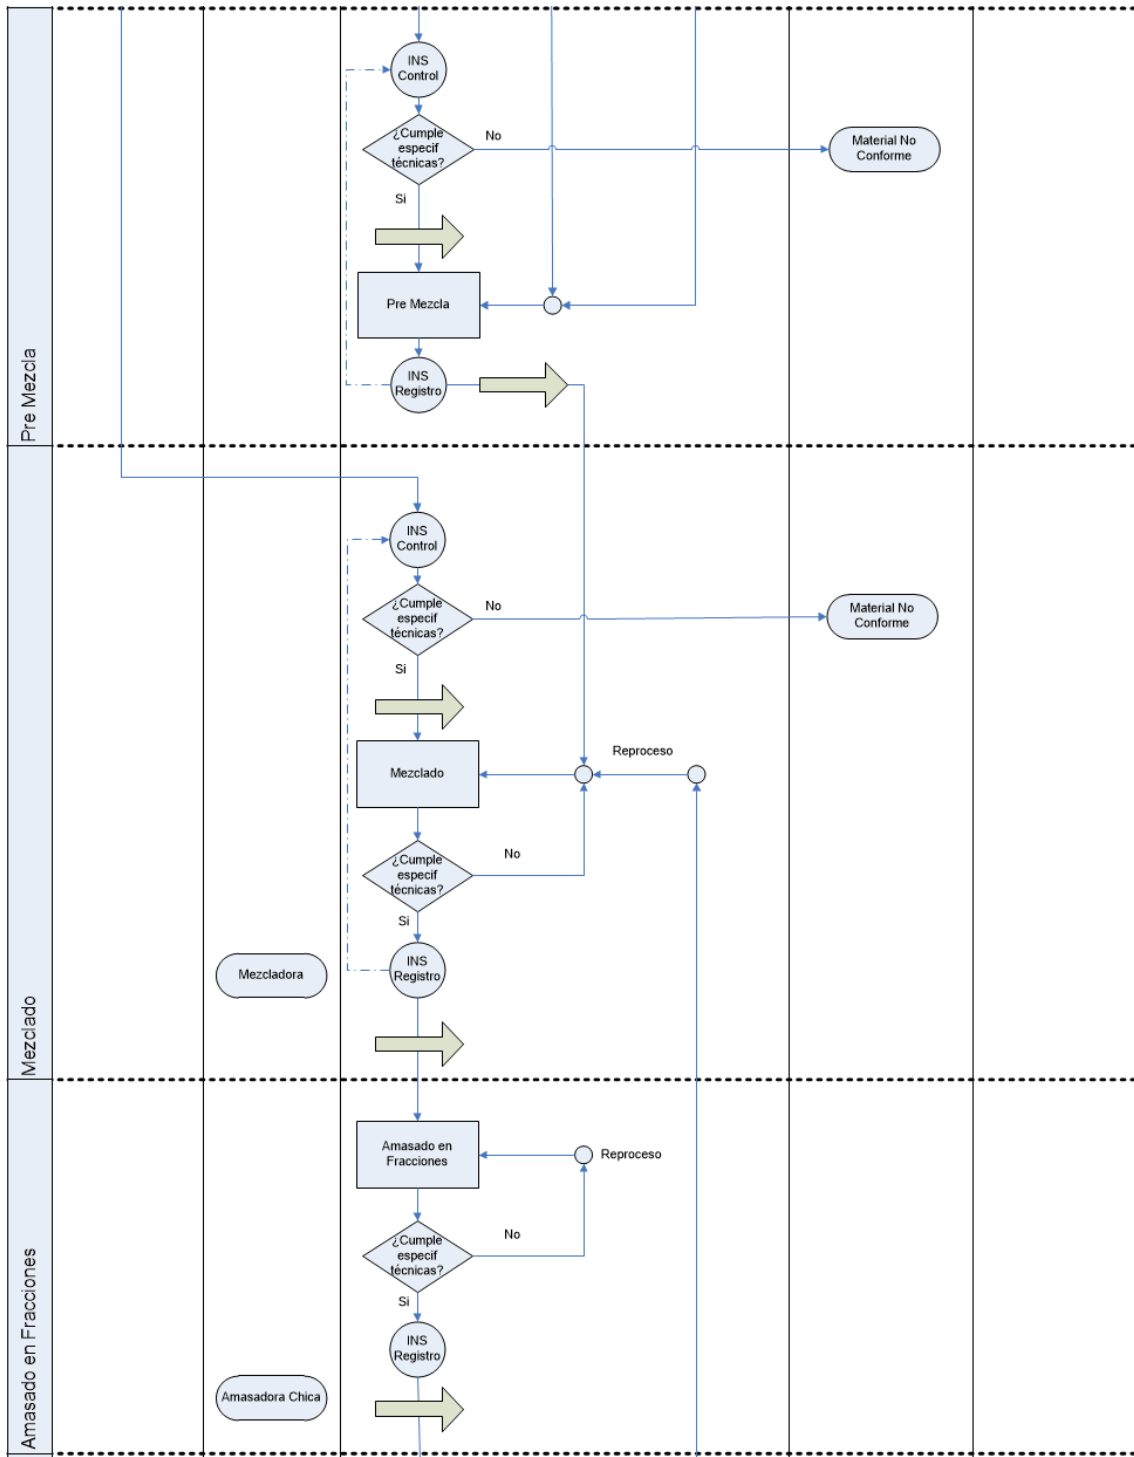 INS
Control
¿Cumple
especif
técnicas?
No
Material No
Conforme
Si
Pre Mezcla
INS
Registro
Pre Mezcla
INS
Control
¿Cumple
especif
técnicas?
No
Material No
Conforme
Si
Reproceso
Mezclado
¿Cumple
especif
técnicas?
No
Si
Mezcladora
INS
Registro
Mezclado
Amasado en
Fracciones
Reproceso
¿Cumple
especif
técnicas?
No
Si
INS
Registro
Amasadora Chica
Amasado en Fracciones